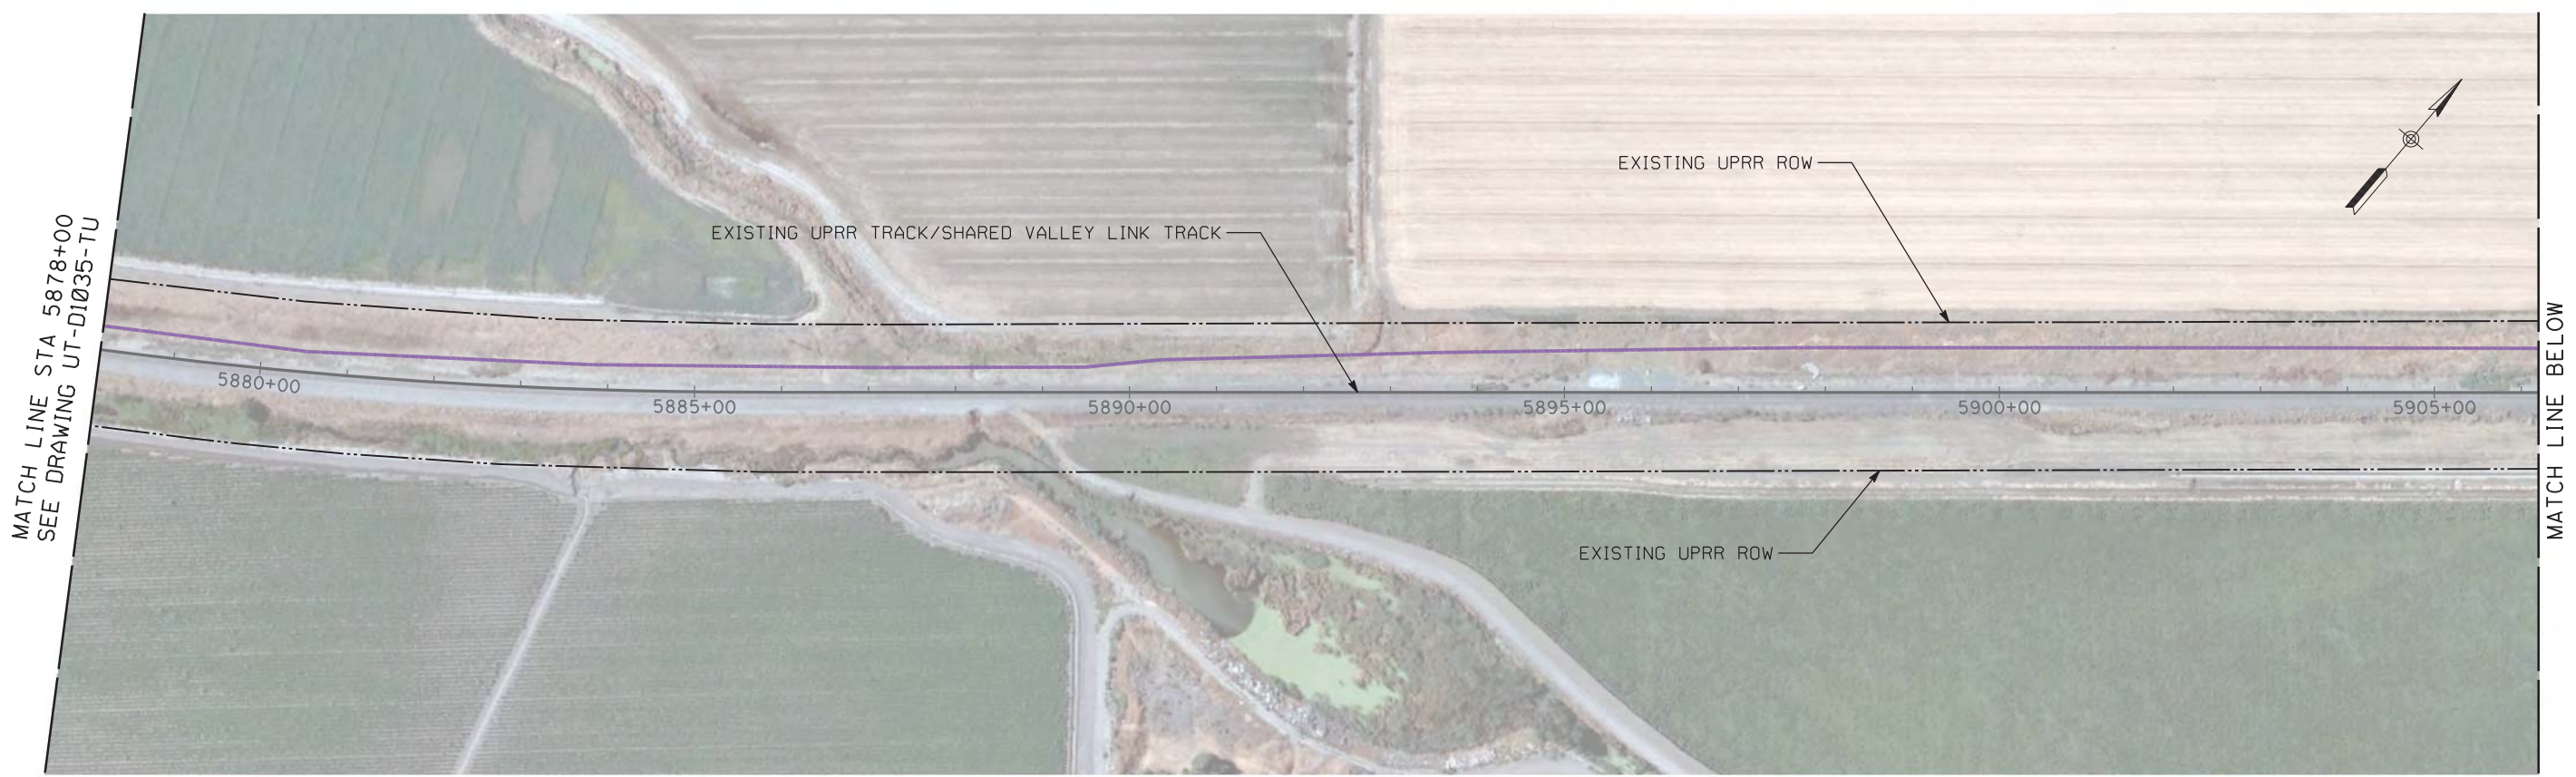 MATCH LINE STA 5878+00
SEE DRAWING UT-D1035-TU
EXISTING UPRR ROW
EXISTING UPRR TRACK/SHARED VALLEY LINK TRACK
5880+00
5885+00
5890+00
5895+00
5900+00
5905+00
EXISTING UPRR ROW
MATCH LINE BELOW